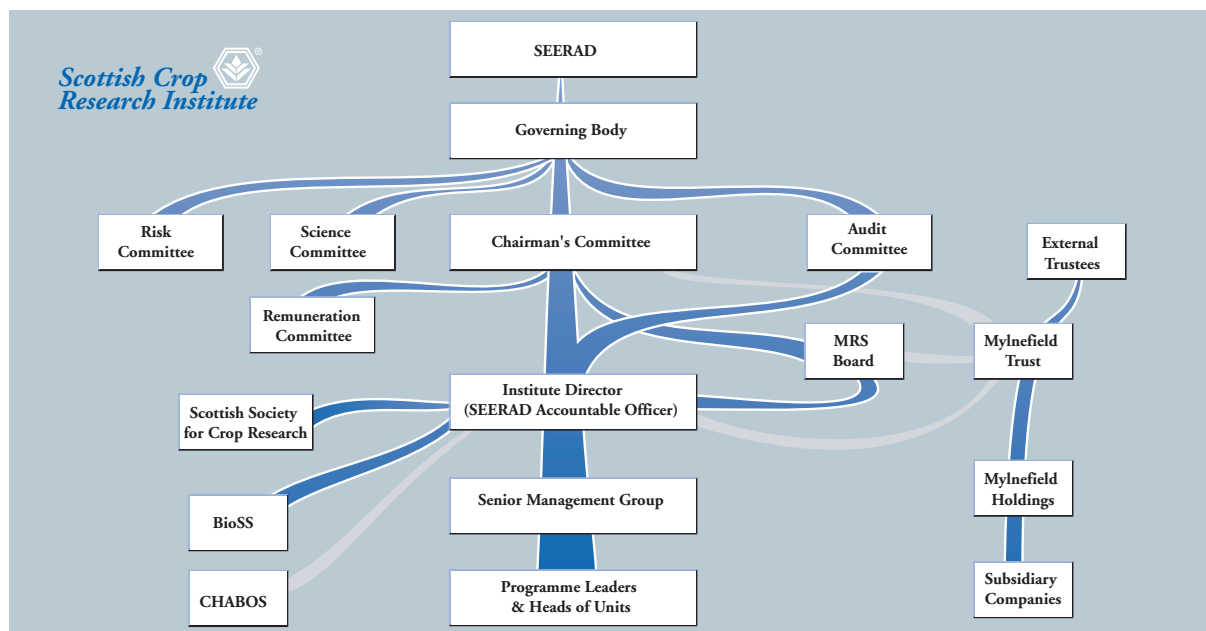 Scottish Crop
Research Institute
®
SEERAD
Governing Body
Risk
Committee
Science
Committee
Chairman's Committee
Audit
Committee
External
Trustees
Remuneration
Committee
MRS
Board
Mylnefield
Trust
Institute Director
(SEERAD Accountable Officer)
Scottish Society
for Crop Research
Mylnefield
Holdings
Senior Management Group
BioSS
CHABOS
Programme Leaders
& Heads of Units
Subsidiary
Companies